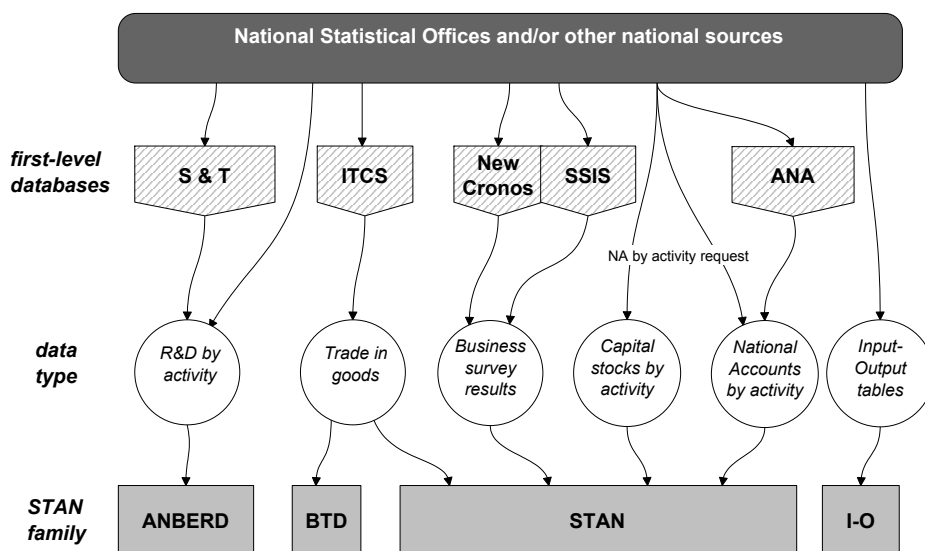 National Statistical Offices and/or other national sources
first-level
databases
S & T
ITCS
New
Cronos
SSIS
ANA
NA by activity request
data
type
R&D by
activity
Trade in
goods
Business
survey
results
Capital
stocks by
activity
National
Accounts
by activity
Input-
Output
tables
STAN
family
ANBERD
BTD
STAN
I-O